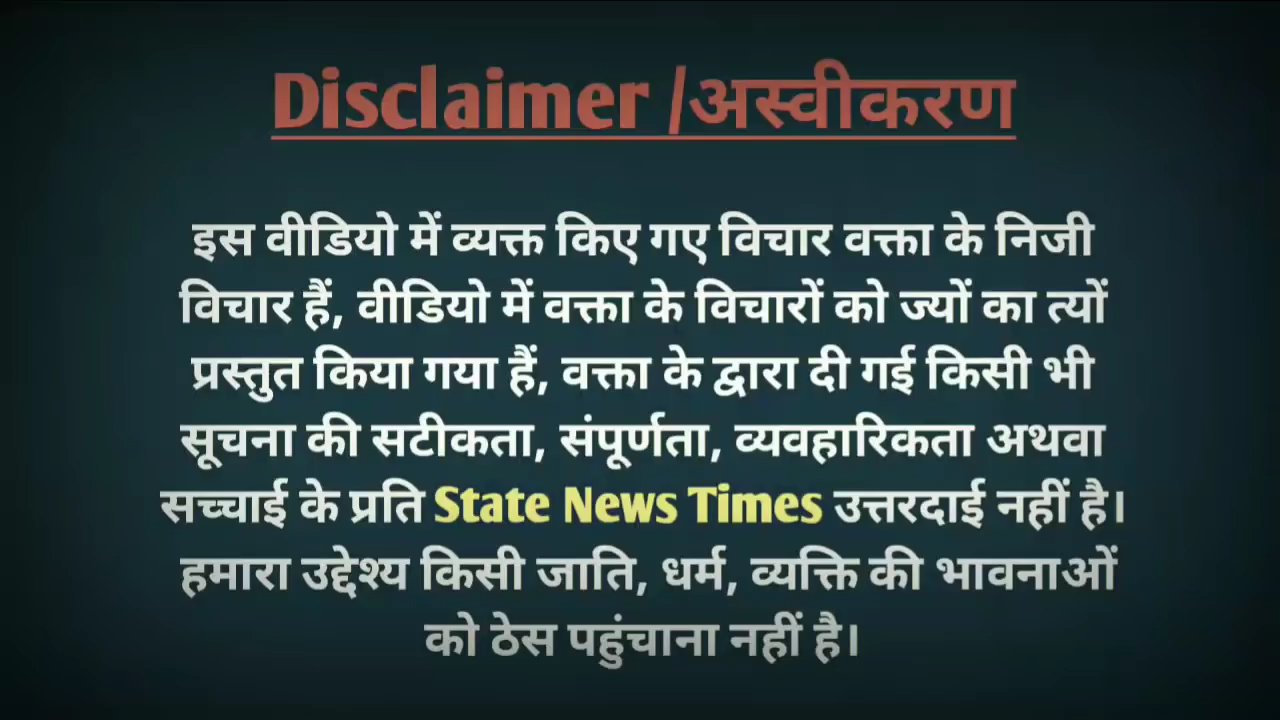 Disclaimer /अस्वीकरण
इस वीडियो में व्यक्त किए गए विचार वक्ता के निजी
विचार हैं, वीडियो में वक्ता के विचारों को ज्यों का त्यों
प्रस्तुत किया गया हैं, वक्ता के द्वारा दी गई किसी भी
सूचना की सटीकता, संपूर्णता, व्यवहारिकता अथवा
सच्चाई के प्रति State News Times उत्तरदाई नहीं है।
हमारा उद्देश्य किसी जाति, धर्म, व्यक्ति की भावनाओं
को ठेस पहुंचाना नहीं है।